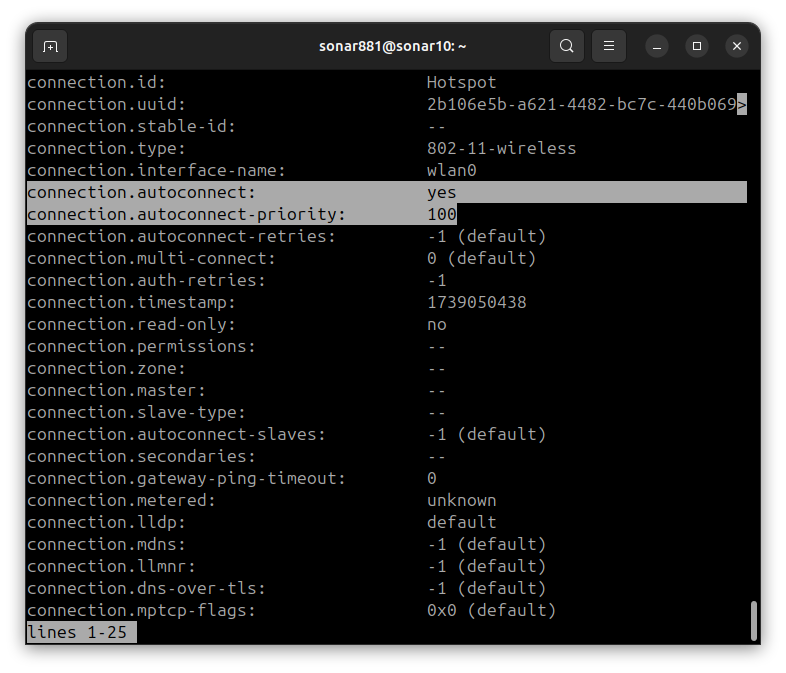 sonar881@sonar10: ~
connection.id: Hotspot
connection.uuid: 2b106e5b-a621-4482-bc7c-440b069>
connection.stable-id: --
connection.type: 802-11-wireless
connection.interface-name: wlan0
connection.autoconnect: yes
connection.autoconnect-priority: 100
connection.autoconnect-retries: -1 (default)
connection.multi-connect: 0 (default)
connection.auth-retries: -1
connection.timestamp: 1739050438
connection.read-only: no
connection.permissions: --
connection.zone: --
connection.master: --
connection.slave-type: --
connection.autoconnect-slaves: -1 (default)
connection.secondaries: --
connection.gateway-ping-timeout: 0
connection.metered: unknown
connection.lldp: default
connection.mdns: -1 (default)
connection.llmnr: -1 (default)
connection.dns-over-tls: -1 (default)
connection.mptcp-flags: 0x0 (default)
lines 1-25